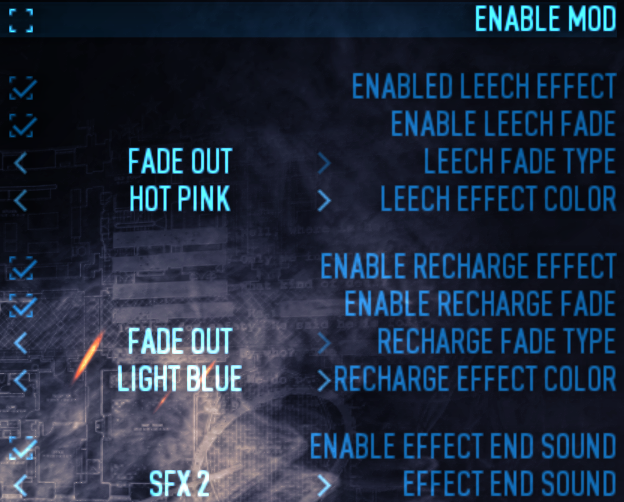 ENABLE MOD
ENABLED LEECH EFFECT
ENABLE LEECH FADE
FADE OUT LEECH FADE TYPE
HOT PINK LEECH EFFECT COLOR
ENABLE RECHARGE EFFECT
ENABLE RECHARGE FADE
FADE OUT RECHARGE FADE TYPE
LIGHT BLUE RECHARGE EFFECT COLOR
ENABLE EFFECT END SOUND
SFX 2 EFFECT END SOUND